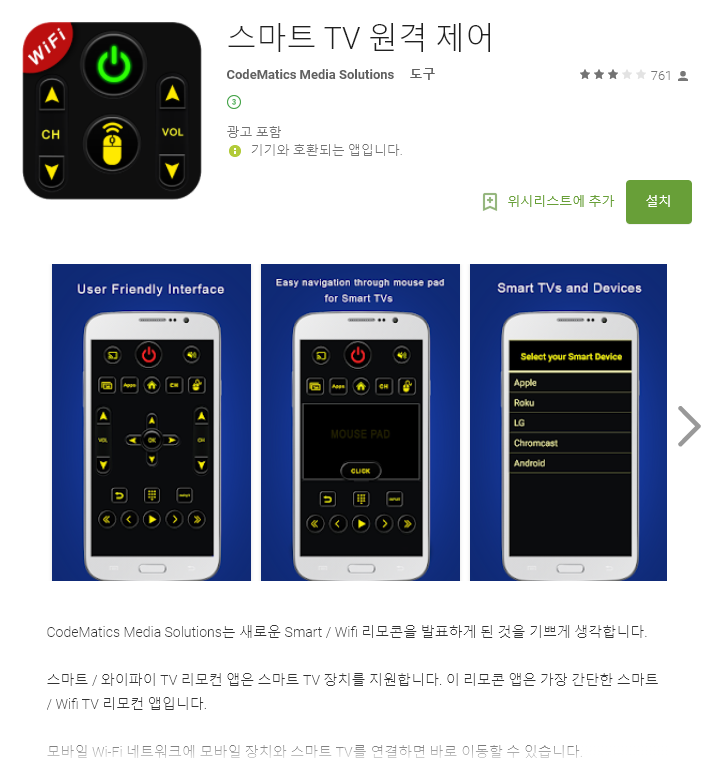 WiFi
CH
VOL
스마트 TV 원격 제어
CodeMatics Media Solutions 도구
761
3
광고 포함
기기와 호환되는 앱입니다.
위시리스트에 추가
설치
User Friendly Interface
Apps
CH
VOL
OK
CH
Easy navigation through mouse pad
for Smart TVs
Apps
CH
MOUSE PAD
CLICK
Smart TVs and Devices
Select your Smart Device
Apple
Roku
LG
Chromcast
Android
CodeMatics Media Solutions는 새로운 Smart / Wifi 리모콘을 발표하게 된 것을 기쁘게 생각합니다.
스마트 / 와이파이 TV 리모컨 앱은 스마트 TV 장치를 지원합니다. 이 리모콘 앱은 가장 간단한 스마트
/ Wifi TV 리모컨 앱입니다.
모바일 Wi-Fi 네트워크에 모바일 장치와 스마트 TV를 연결하면 바로 이동할 수 있습니다.